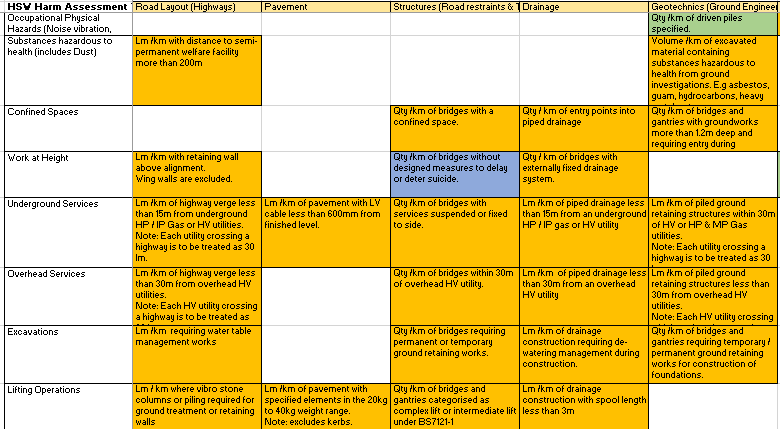 HSW Harm Assessment
Road Layout (Highways)
Pavement
Structures (Road restraints & T
Drainage
Geotechnics (Ground Engineer
Occupational Physical
Hazards (Noise vibration,
Qty /km of driven piles
specified.
Substances hazardous to
health (includes Dust)
Lm /km with distance to semi-
permanent welfare facility
more than 200m
Volume /km of excavated
material containing
substances hazardous to
health from ground
investigations. E.g asbestos,
guam, hydrocarbons, heavy
Confined Spaces
Qty /km of bridges with a
confined space.
Qty /km of entry points into
piped drainage
Qty /km of bridges and
gantries with groundworks
more than 1.2m deep and
requiring entry during
Work at Height
Lm /km with retaining wall
above alignment.
Wing walls are excluded.
Qty /km of bridges without
designed measures to delay
or deter suicide.
Qty /km of bridges with
externally fixed drainage
system.
Underground Services
Lm /km of highway verge less
than 15m from underground
HP / IP Gas or HV utilities.
Note: Each utility crossing a
highway is to be treated as 30
lm.
Lm /km of pavement with LV
cable less than 600mm from
finished level.
Qty /km of bridges with
services suspended or fixed
to side.
Lm /km of piped drainage less
than 15m from an underground
HP / IP gas or HV utility
Lm /km of piled ground
retaining structures within 30m
of HV or HP & MP Gas
utilities.
Note: Each utility crossing a
highway is to be treated as 30
Overhead Services
Lm /km of highway verge less
than 30m from overhead HV
utilities.
Note: Each HV utility crossing
a highway is to be treated as
Qty /km of bridges within 30m
of overhead HV utility.
Lm /km of piped drainage less
than 30m from an overhead HV
utility
Lm /km of piled ground
retaining structures less than
30m from overhead HV
utilities.
Note: Each HV utility crossing
Excavations
Lm /km requiring water table
management works
Qty /km of bridges requiring
permanent or temporary
ground retaining works.
Lm /km of drainage
construction requiring de-
watering management during
construction.
Qty /km of bridges and
gantries requiring temporary /
permanent ground retaining
works for construction of
foundations.
Lifting Operations
Lm /km where vibro stone
columns or piling required for
ground treatment or retaining
walls
Lm /km of pavement with
specified elements in the 20kg
to 40kg weight range.
Note: excludes kerbs.
Qty /km of bridges and
gantries categorised as
complex lift or intermediate lift
under BS7121-1
Lm /km of drainage
construction with spool length
less than 3m